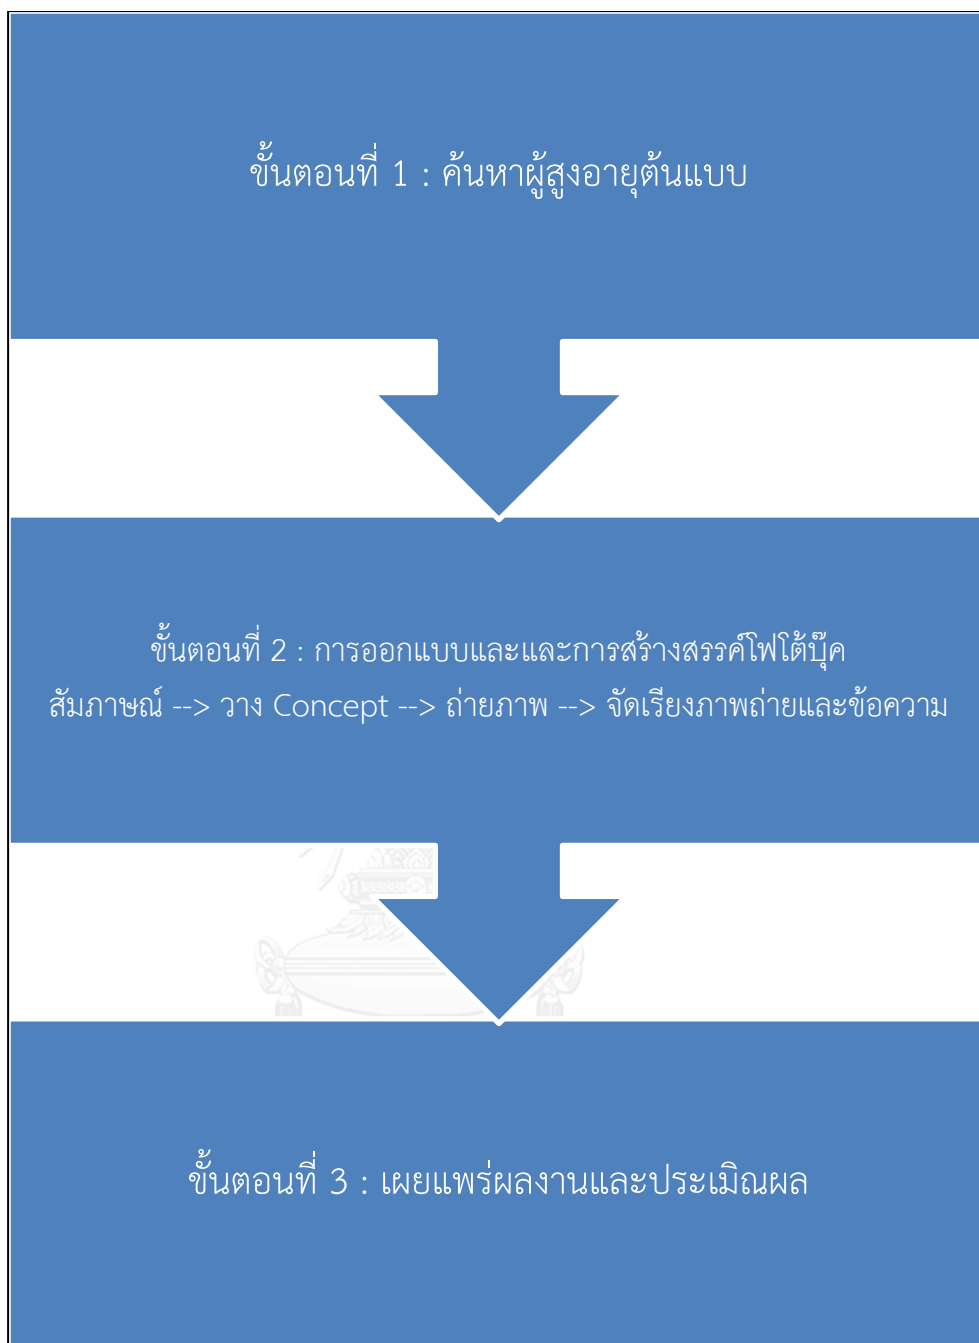 ขั้นตอนที่ 1 : ค้นหาผู้สูงอายุต้นแบบ
ขั้นตอนที่ 2 : การออกแบบและและการสร้างสรรค์โฟโต้บุ๊ค
สัมภาษณ์ --> วาง Concept --> ถ่ายภาพ --> จัดเรียงภาพถ่ายและข้อความ
ขั้นตอนที่ 3 : เผยแพร่ผลงานและประเมิณผล